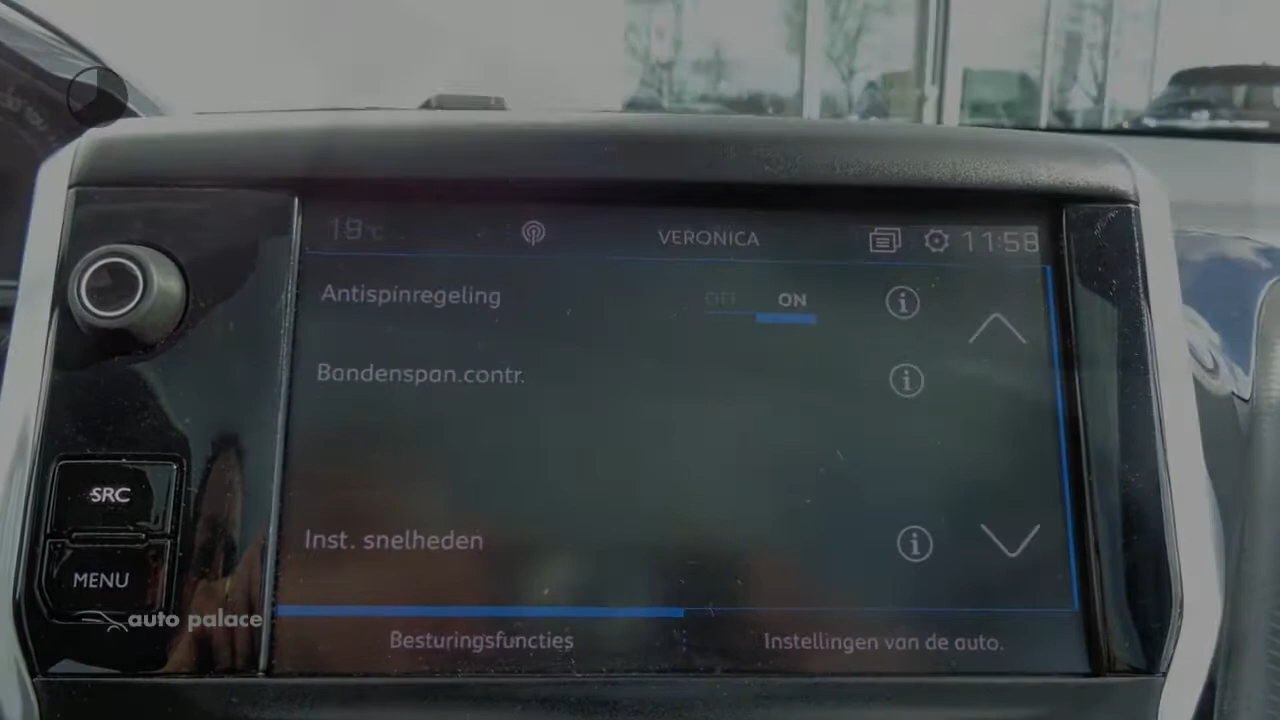 19°C VERONICA 11:58
Antispinregeling OFF ON
Bandenspan.contr.
SRC
Inst. snelheden
MENU
auto palace
Besturingsfuncties Instellingen van de auto.